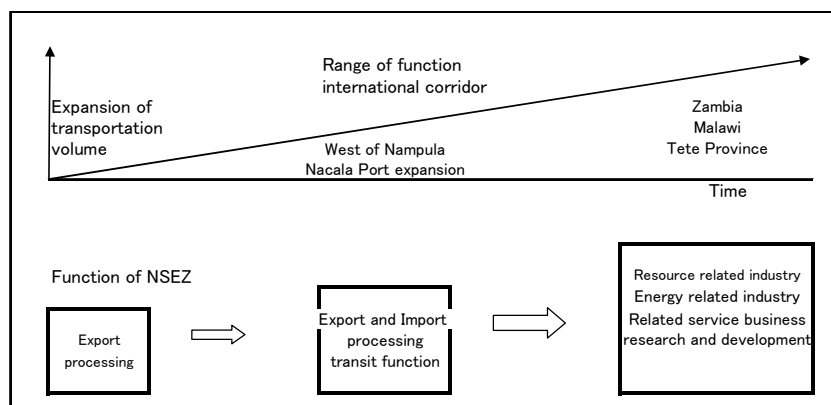 Range of function
international corridor
Expansion of
transportation
volume
Zambia
Malawi
Tete Province
West of Nampula
Nacala Port expansion
Time
Function of NSEZ
Export
processing
Export and Import
processing
transit function
Resource related industry
Energy related industry
Related service business
research and development